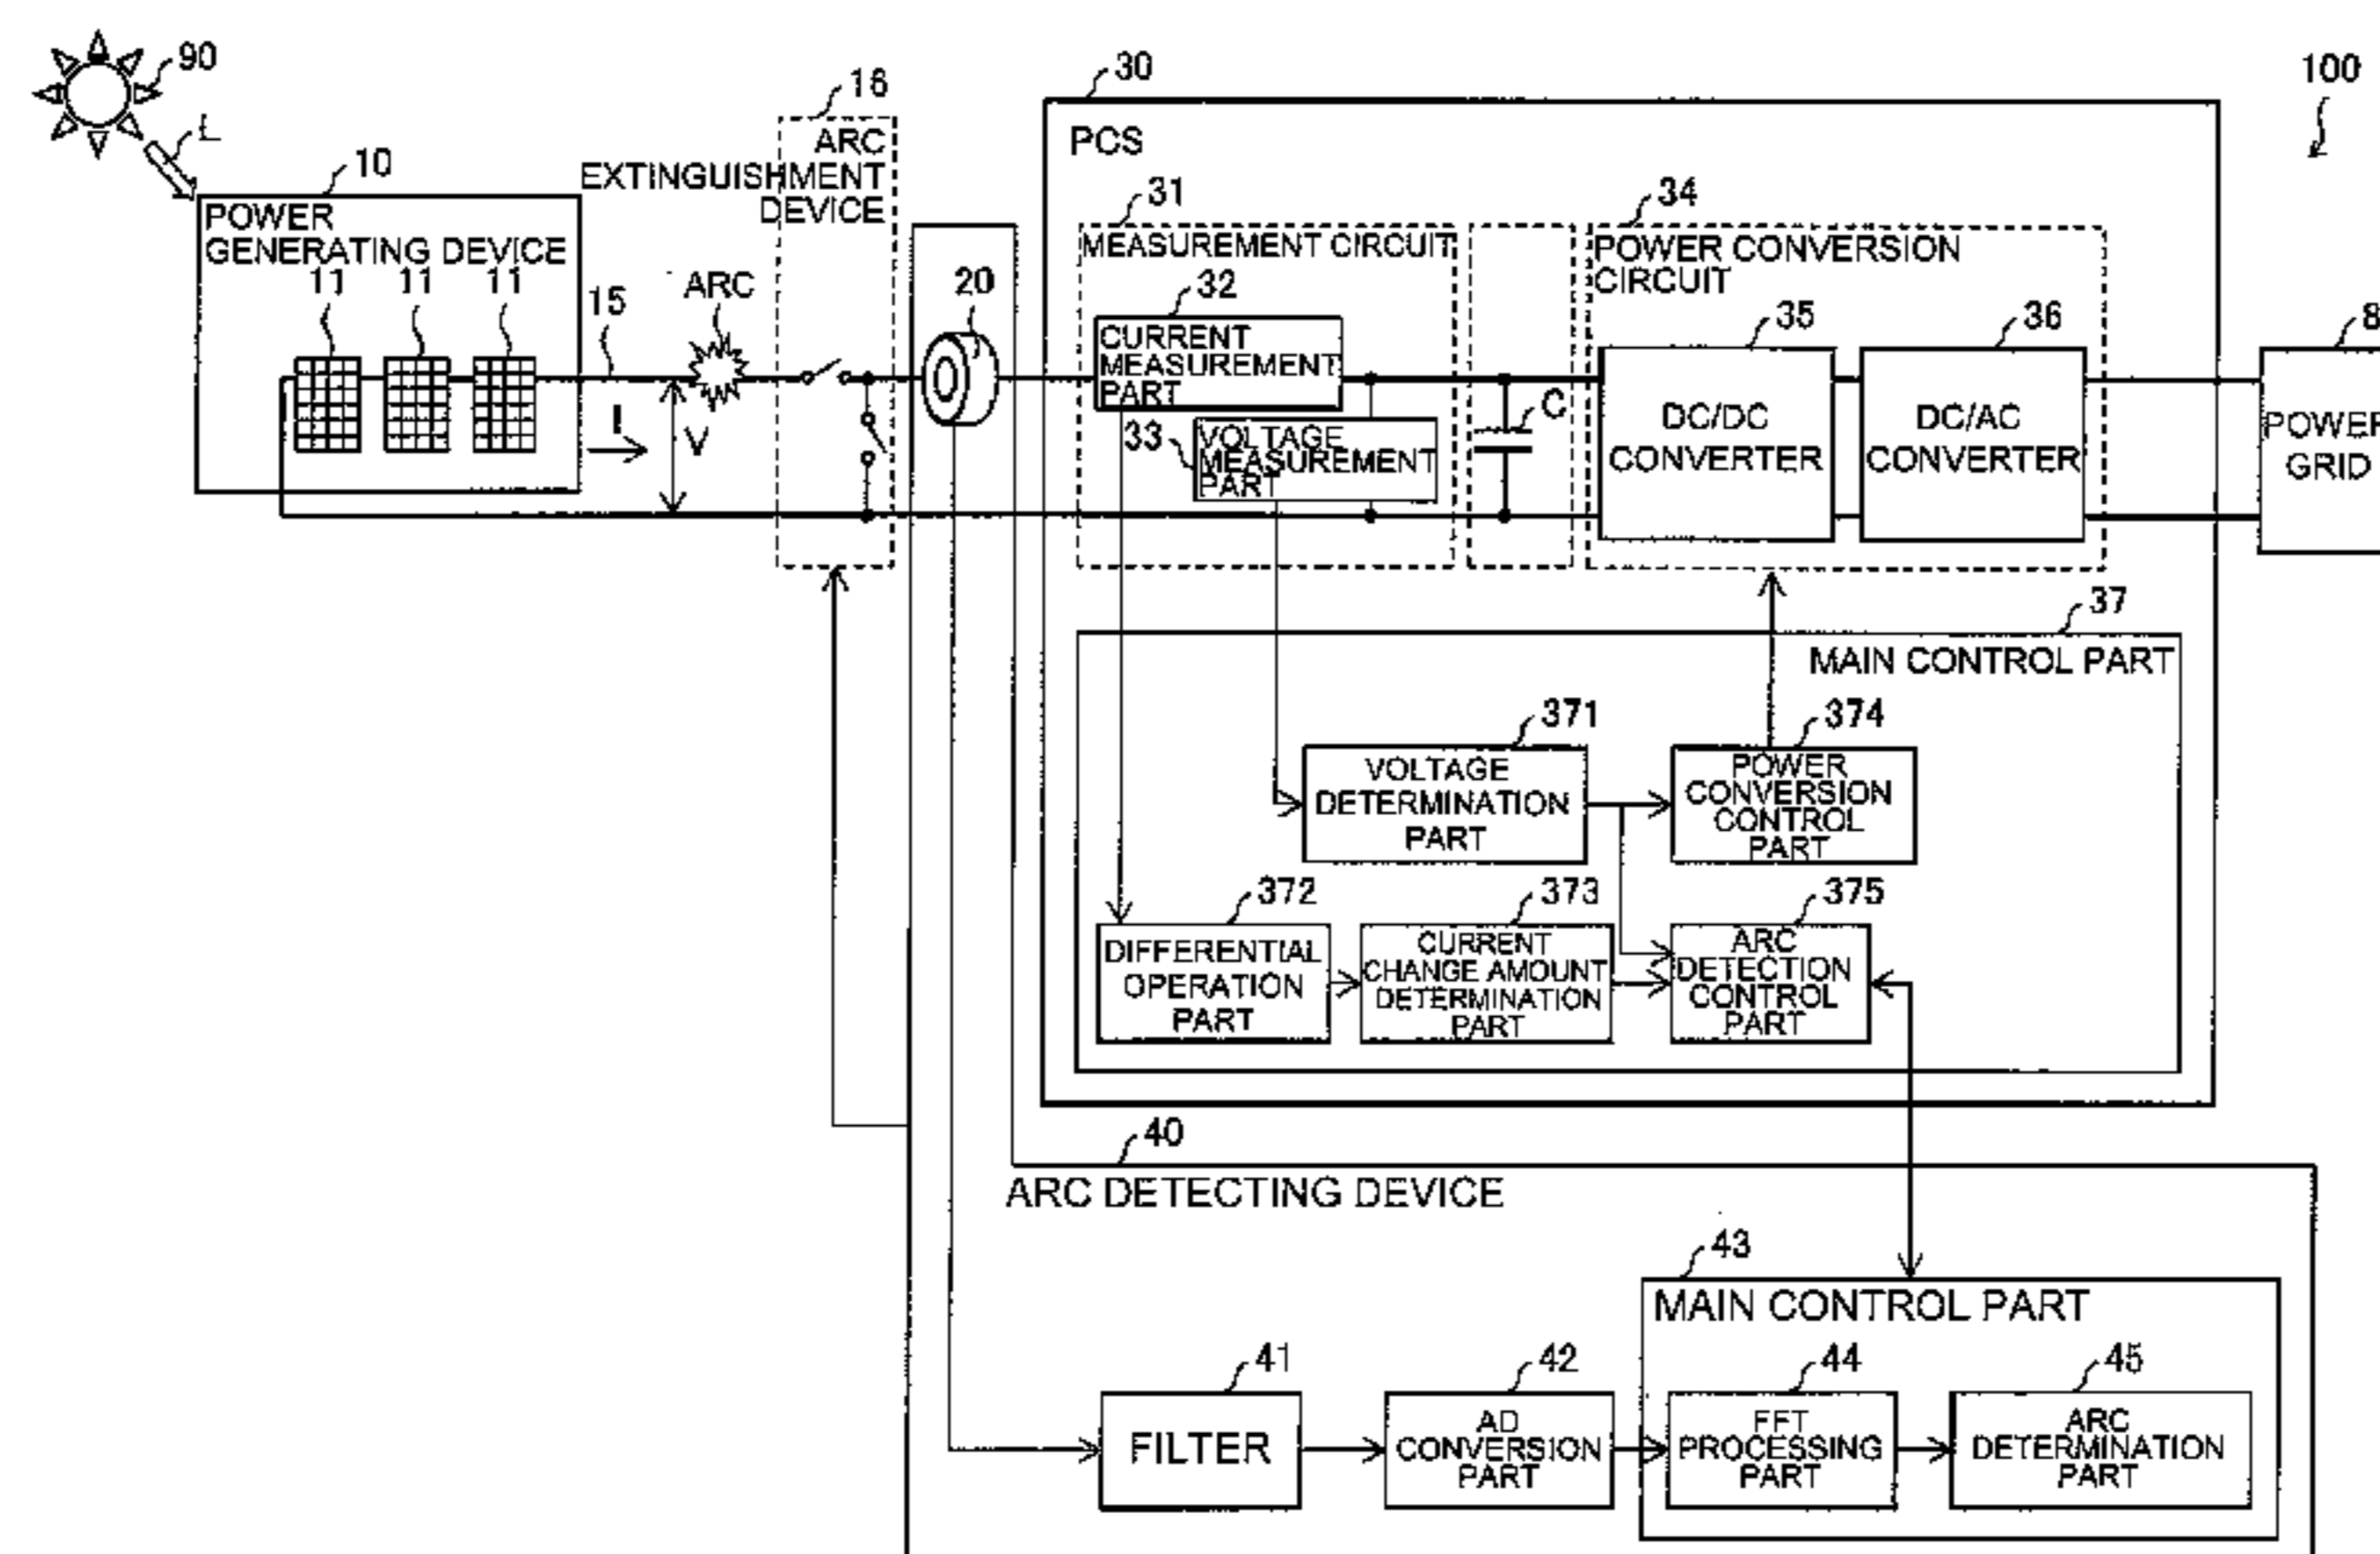 90
L
10
POWER
GENERATING DEVICE
11
11
11
15
ARC
I
V
16
ARC
EXTINGUISHMENT
DEVICE
20
30
PCS
100
31
MEASUREMENT CIRCUIT
32
CURRENT
MEASUREMENT
PART
33
VOLTAGE
MEASUREMENT
PART
C
34
POWER CONVERSION
CIRCUIT
35
DC/DC
CONVERTER
36
DC/AC
CONVERTER
8
POWER
GRID
37
MAIN CONTROL PART
371
VOLTAGE
DETERMINATION
PART
374
POWER
CONVERSION
CONTROL
PART
372
DIFFERENTIAL
OPERATION
PART
373
CURRENT
CHANGE AMOUNT
DETERMINATION
PART
375
ARC
DETECTION
CONTROL
PART
40
ARC DETECTING DEVICE
43
MAIN CONTROL PART
41
FILTER
42
AD
CONVERSION
PART
44
FFT
PROCESSING
PART
45
ARC
DETERMINATION
PART